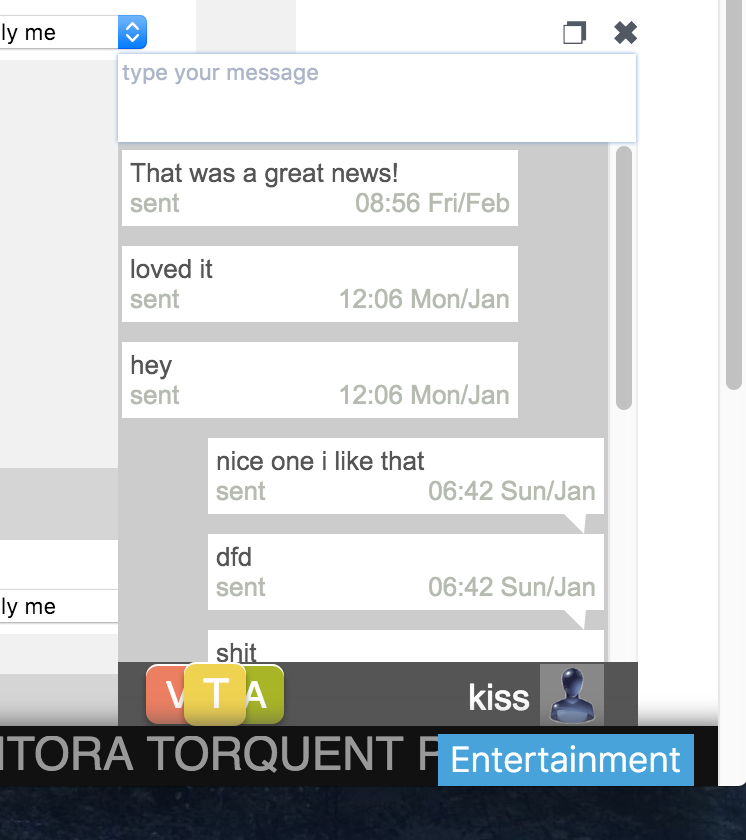 ly me
type your message
That was a great news!
sent 08:56 Fri/Feb
loved it
sent 12:06 Mon/Jan
hey
sent 12:06 Mon/Jan
nice one i like that
sent 06:42 Sun/Jan
dfd
sent 06:42 Sun/Jan
ly me
shit
V T A kiss
ITORA TORQUENT P
Entertainment